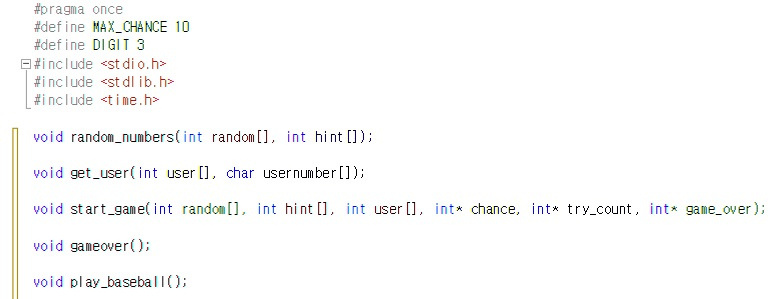 #pragma once
#define MAX_CHANCE 10
#define DIGIT 3
#include <stdio.h>
#include <stdlib.h>
#include <time.h>
void random_numbers(int random[], int hint[]);
void get_user(int user[], char usernumber[]);
void start_game(int random[], int hint[], int user[], int* chance, int* try_count, int* game_over);
void gameover();
void play_baseball();